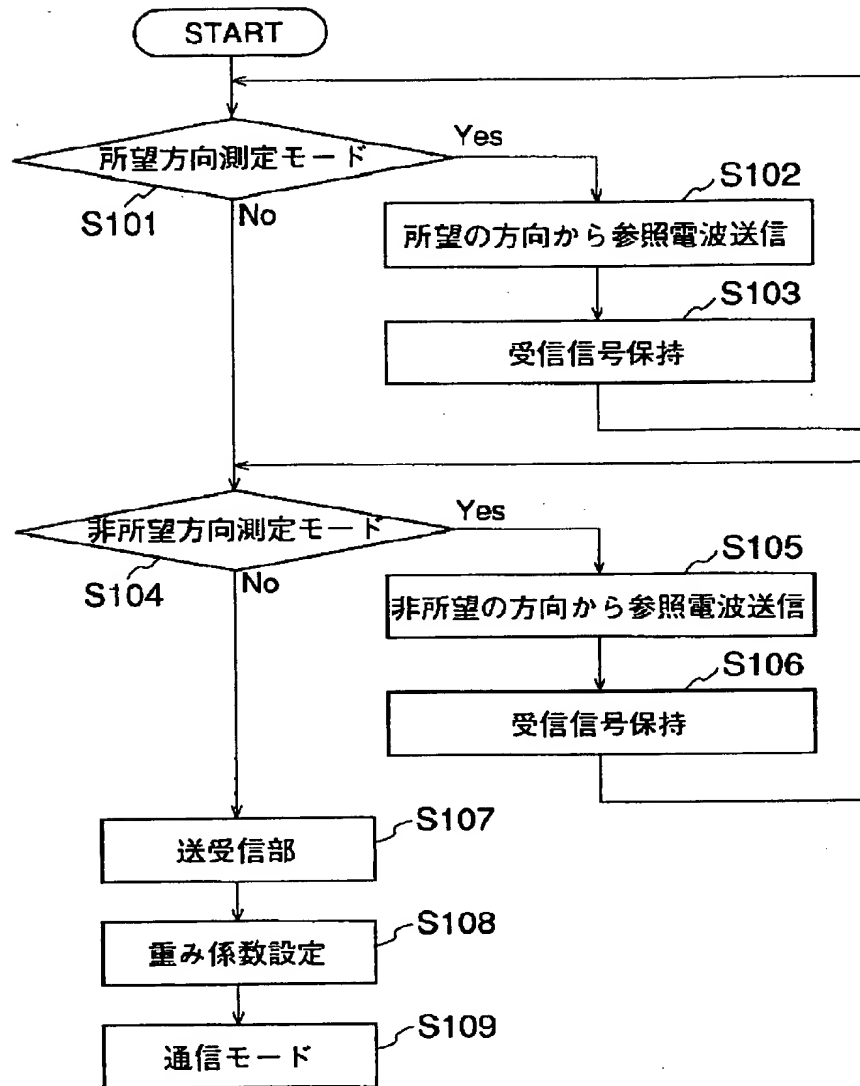 START
所望方向測定モード
Yes
S101
No
S102
所望の方向から参照電波送信
S103
受信信号保持
非所望方向測定モード
Yes
S104
No
S105
非所望の方向から参照電波送信
S106
受信信号保持
S107
送受信部
S108
重み係数設定
S109
通信モード